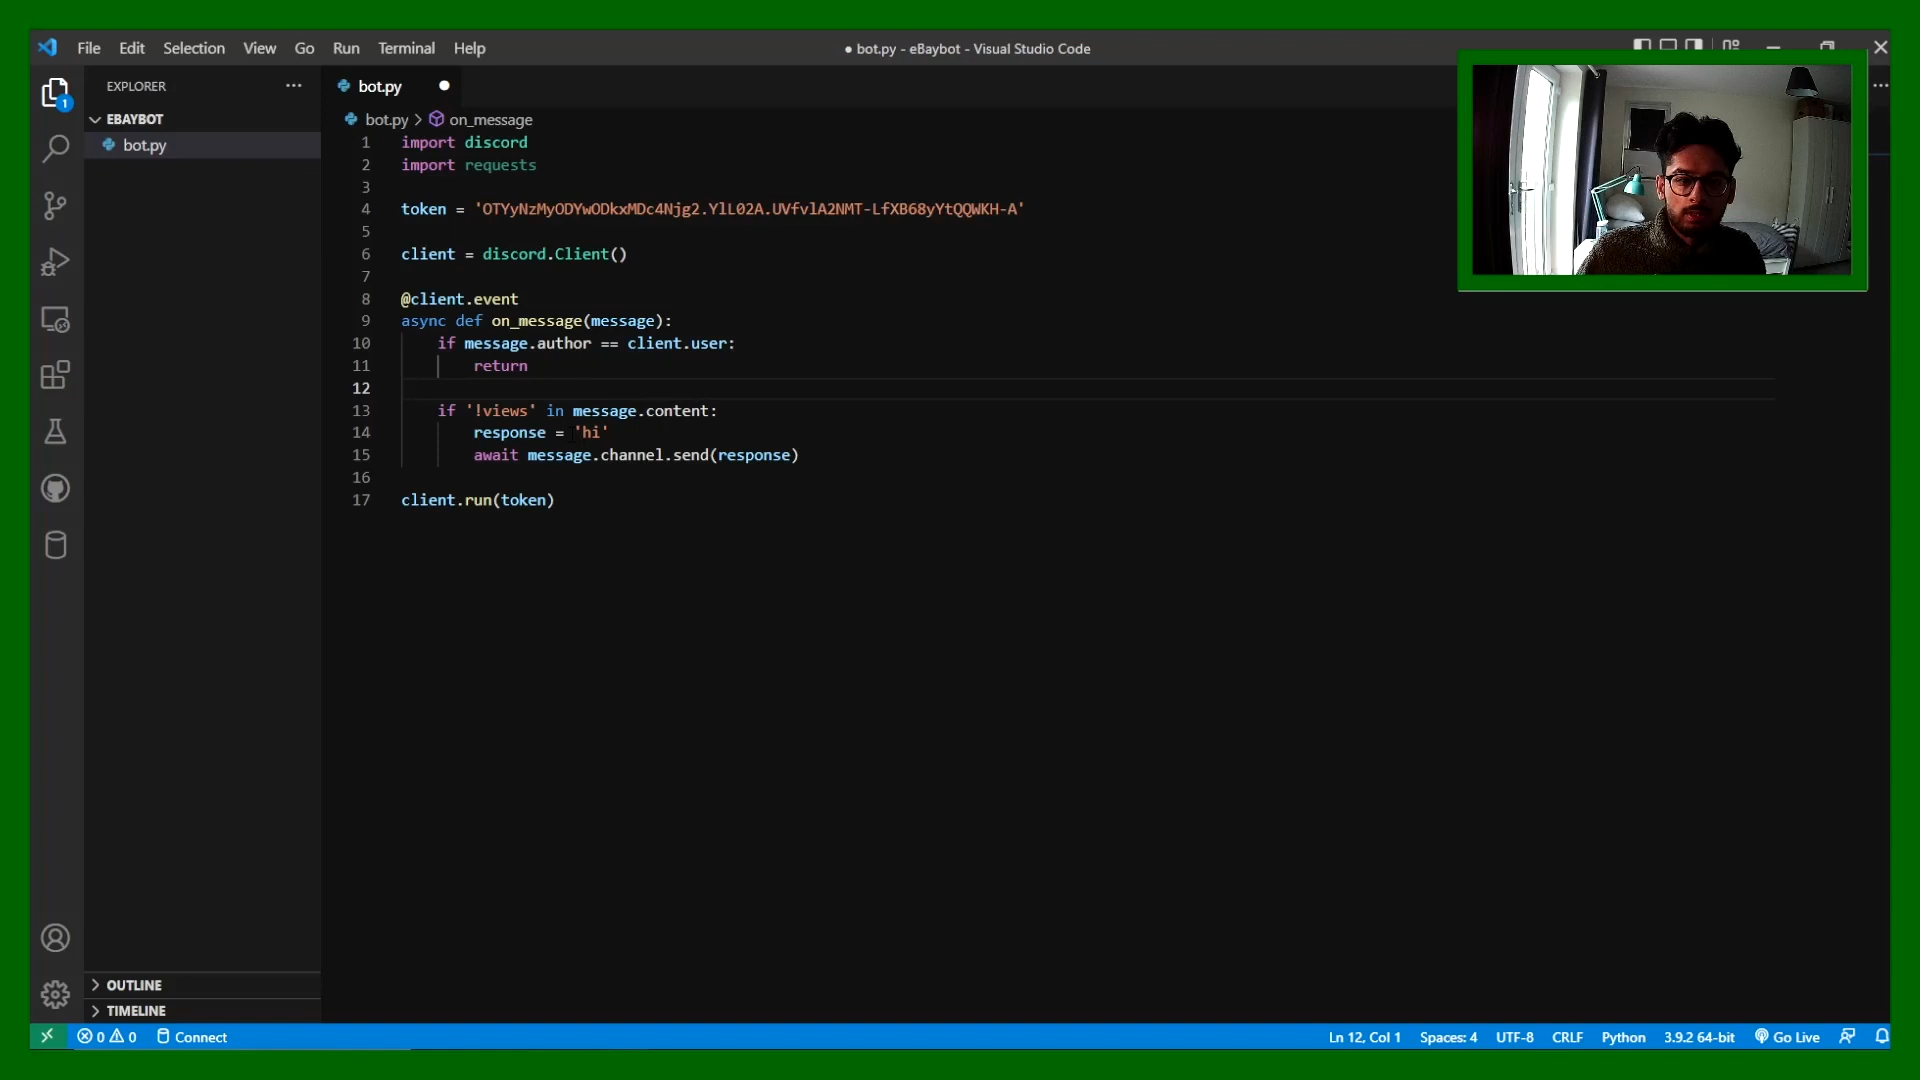 File Edit Selection View Go Run Terminal Help
● bot.py - eBaybot - Visual Studio Code
EXPLORER
bot.py
EBAYBOT
bot.py > on_message
bot.py
1 import discord
2 import requests
3
4 token = 'OTYyNzMyODYwODkxMDc4Njg2.YlL02A.UVfvlA2NMT-LfXB68yYtQQWKH-A'
5
6 client = discord.Client()
7
8 @client.event
9 async def on_message(message):
10 if message.author == client.user:
11 return
12
13 if '!views' in message.content:
14 response = 'hi'
15 await message.channel.send(response)
16
17 client.run(token)
1
OUTLINE
TIMELINE
0 0 Connect
Ln 12, Col 1 Spaces: 4 UTF-8 CRLF Python 3.9.2 64-bit Go Live